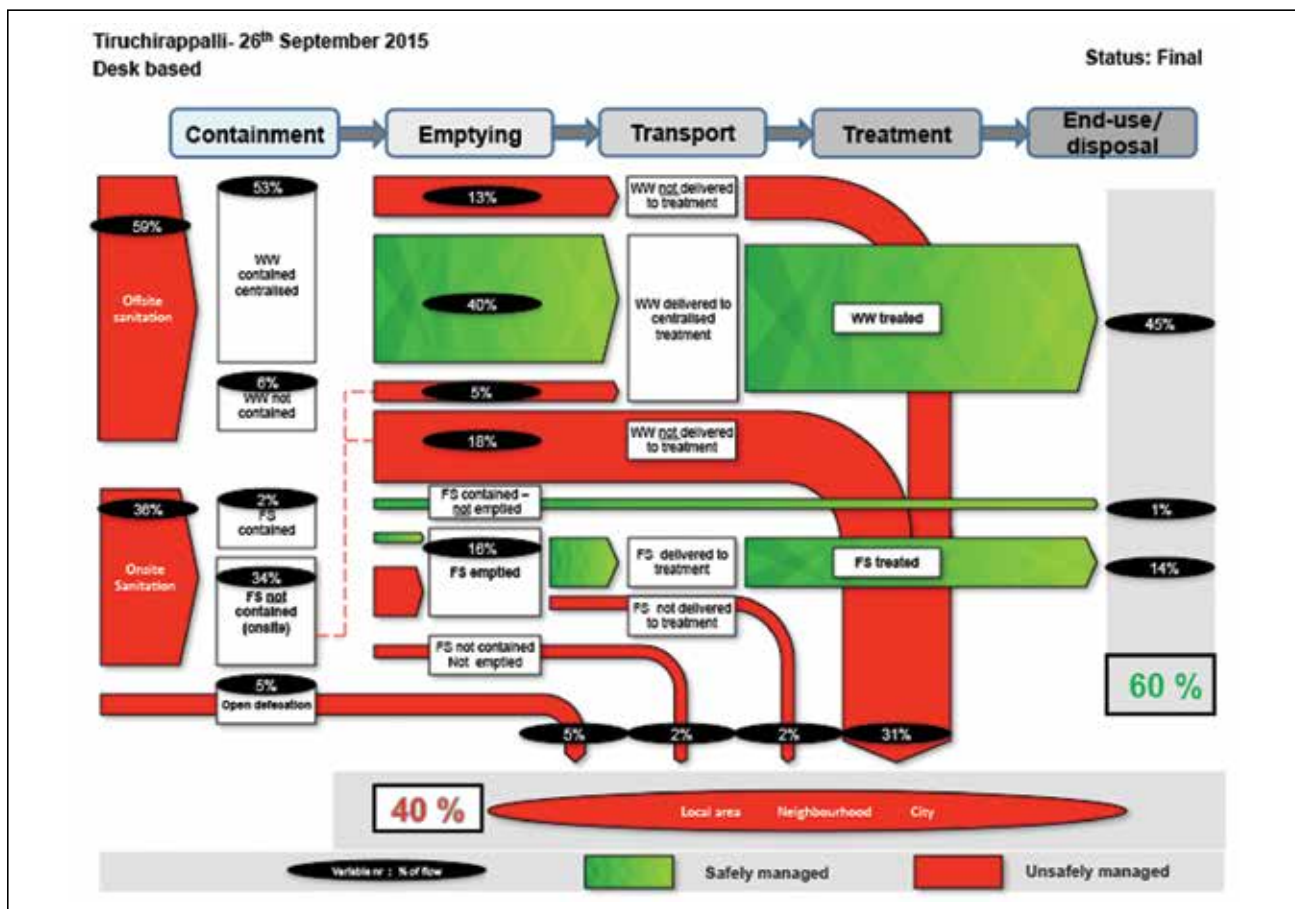 Tiruchirappalli- 26th September 2015
Desk based
Status: Final
Containment
Emptying
Transport
Treatment
End-use/
disposal
59%
Offsite
sanitation
53%
WW
contained
centralised
6%
WW not
contained
13%
40%
5%
18%
WW not delivered
to treatment
WW delivered to
centralised
treatment
WW not delivered
to treatment
WW treated
45%
36%
Onsite
Sanitation
2%
FS
contained
34%
FS not
contained
(onsite)
5%
Open defecation
FS contained –
not emptied
16%
FS emptied
FS not contained
Not emptied
FS delivered to
treatment
FS not delivered
to treatment
FS treated
1%
14%
60 %
5%
2%
2%
31%
40 %
Local area Neighbourhood City
Variable nr : % of flow
Safely managed
Unsafely managed